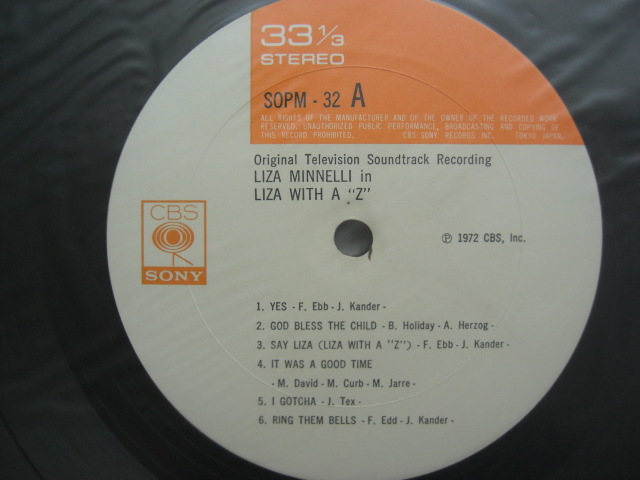 33 1/3
STEREO
SOPM - 32 A
ALL RIGHTS OF THE MANUFACTURER AND OF THE OWNER OF THE RECORDED WORK
RESERVED. UNAUTHORIZED PUBLIC PERFORMANCE, BROADCASTING AND COPYING OF
THIS RECORD PROHIBITED. CBS SONY RECORDS INC. TOKYO JAPAN.
Original Television Soundtrack Recording
LIZA MINNELLI in
LIZA WITH A "Z"
CBS
SONY
℗ 1972 CBS, Inc.
1. YES - F. Ebb - J. Kander -
2. GOD BLESS THE CHILD - B. Holiday - A. Herzog -
3. SAY LIZA (LIZA WITH A "Z") - F. Ebb - J. Kander -
4. IT WAS A GOOD TIME
- M. David - M. Curb - M. Jarre -
5. I GOTCHA - J. Tex -
6. RING THEM BELLS - F. Edd - J. Kander -